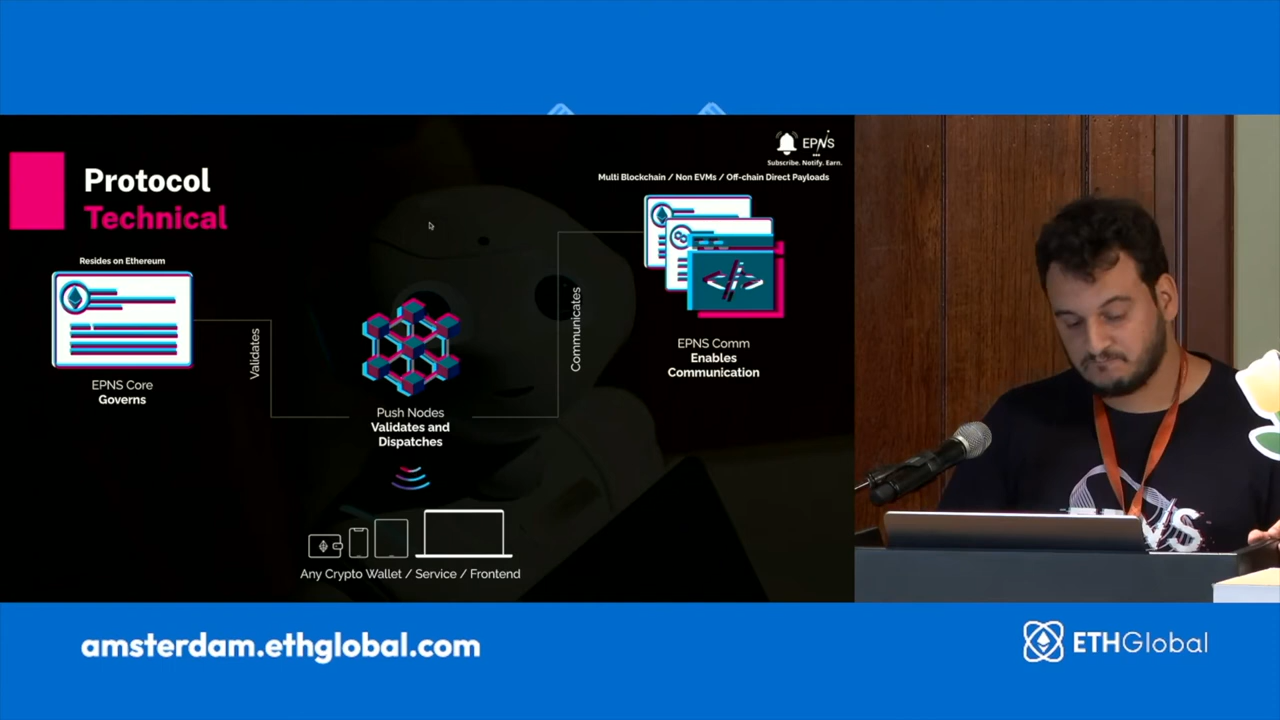 EPNS
Subscribe. Notify. Earn.
Protocol
Technical
Multi Blockchain / Non EVMs / Off-chain Direct Payloads
Resides on Ethereum
</>
Validates
Communicates
EPNS Core
Governs
EPNS Comm
Enables
Communication
Push Nodes
Validates and
Dispatches
Any Crypto Wallet / Service / Frontend
amsterdam.ethglobal.com
ETHGlobal